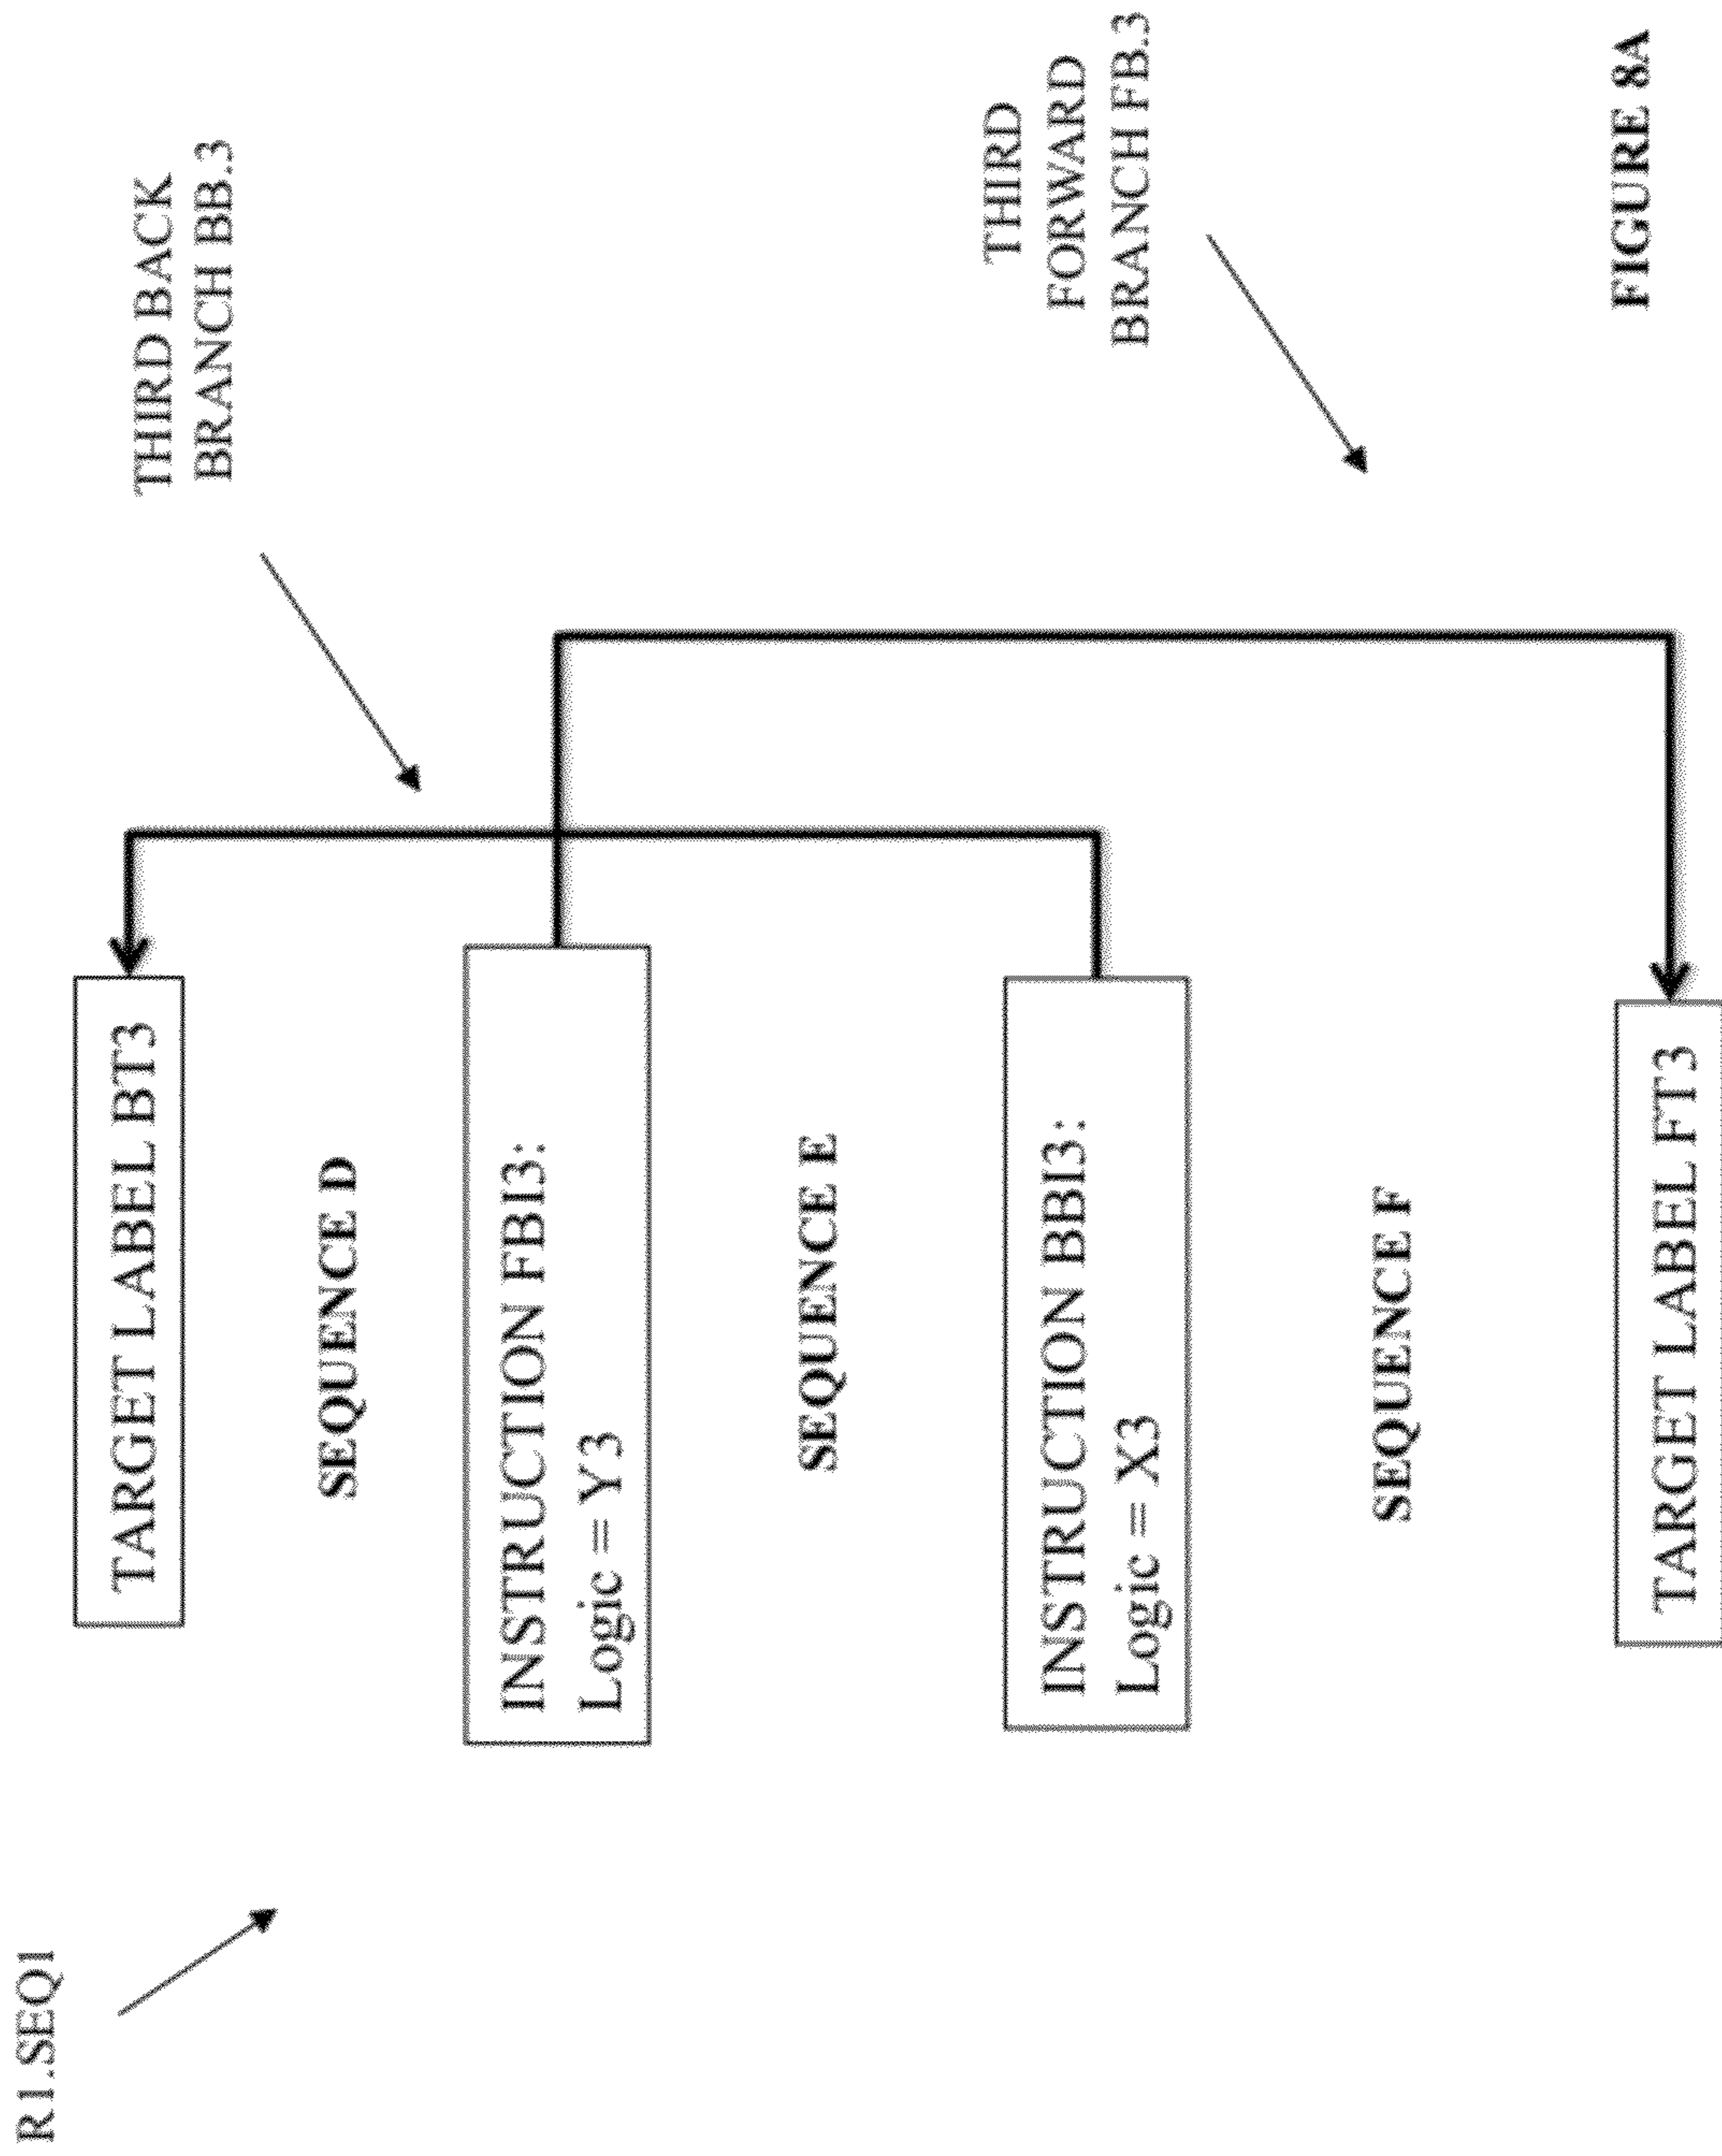 R1.SEQ1
TARGET LABEL BT3
THIRD BACK
BRANCH BB.3
SEQUENCE D
INSTRUCTION FBI3:
Logic = Y3
SEQUENCE E
INSTRUCTION BBI3:
Logic = X3
THIRD
FORWARD
BRANCH FB.3
SEQUENCE F
TARGET LABEL FT3
FIGURE 8A